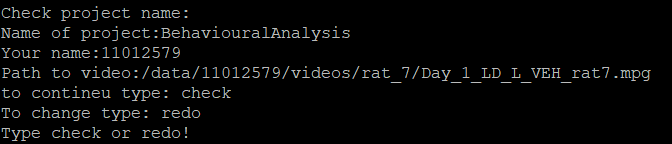 Check project name:
Name of project:BehaviouralAnalysis
Your name:11012579
Path to video:/data/11012579/videos/rat_7/Day_1_LD_L_VEH_rat7.mpg
to contineu type: check
To change type: redo
Type check or redo!